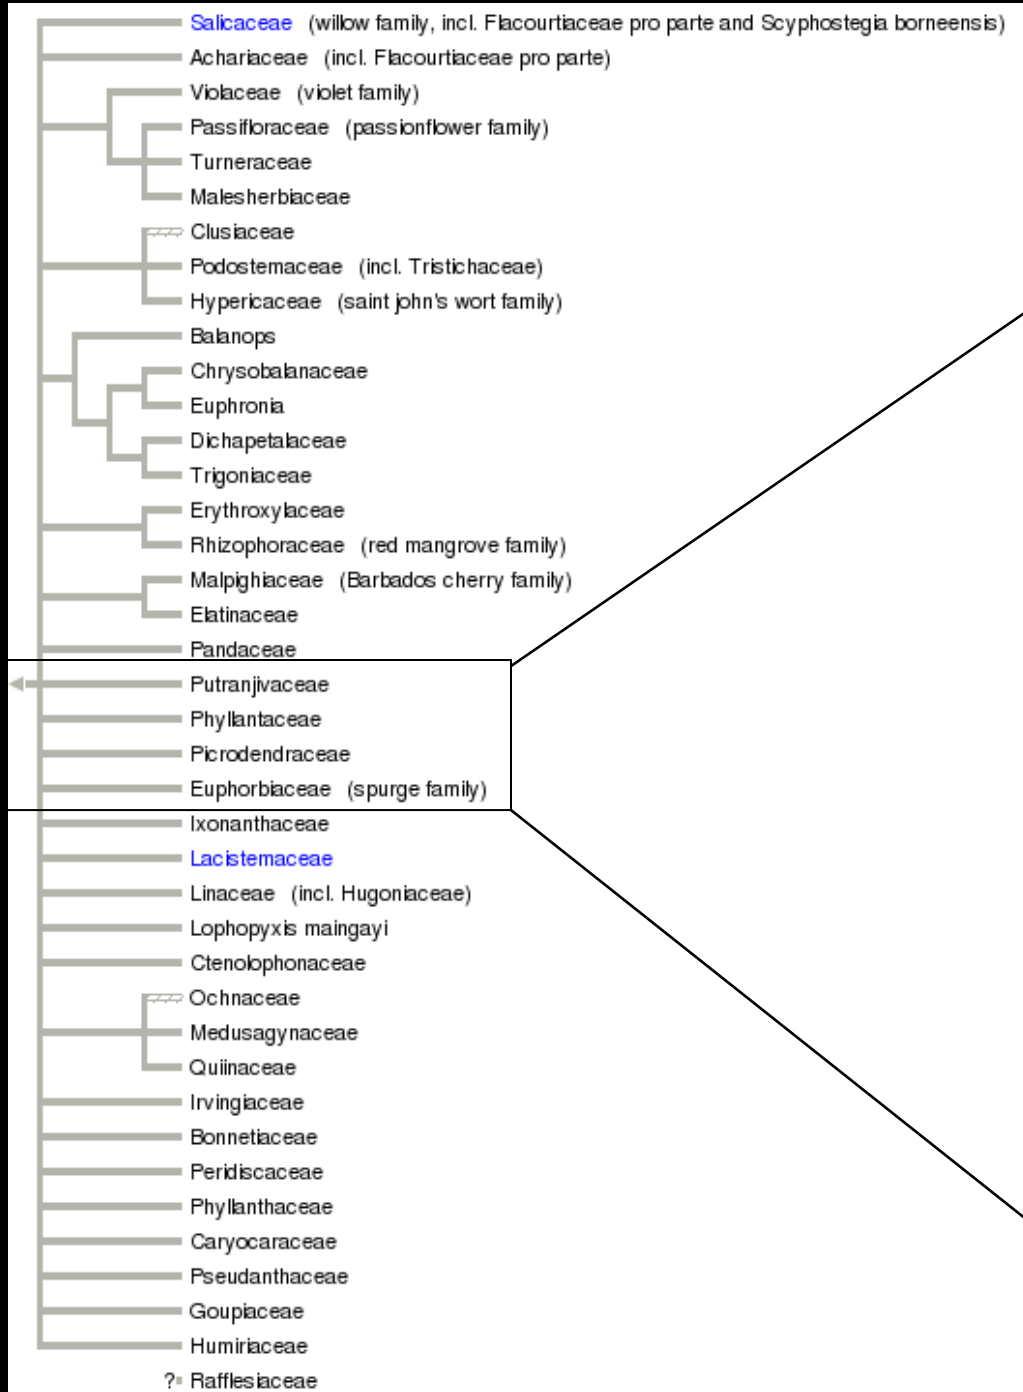 Salicaceae (willow family, incl. Flacourtiaceae pro parte and Scyphostegia borneensis)
Achariaceae (incl. Flacourtiaceae pro parte)
Violaceae (violet family)
Passifloraceae (passionflower family)
Turneraceae
Malesherbiaceae
Clusiaceae
Podostemaceae (incl. Tristichaceae)
Hypericaceae (saint john's wort family)
Balanops
Chrysobalanaceae
Euphronia
Dichapetalaceae
Trigoniaceae
Erythroxylaceae
Rhizophoraceae (red mangrove family)
Malpighiaceae (Barbados cherry family)
Elatinaceae
Pandaceae
Putranjivaceae
Phyllantaceae
Picrodendraceae
Euphorbiaceae (spurge family)
Ixonanthaceae
Lacistemaceae
Linaceae (incl. Hugoniaceae)
Lophopyxis maingayi
Ctenolophonaceae
Ochnaceae
Medusagynaceae
Quiinaceae
Irvingiaceae
Bonnetiaceae
Peridiscaceae
Phyllanthaceae
Caryocaraceae
Pseudanthaceae
Goupiaceae
Humiriaceae
? Rafflesiaceae